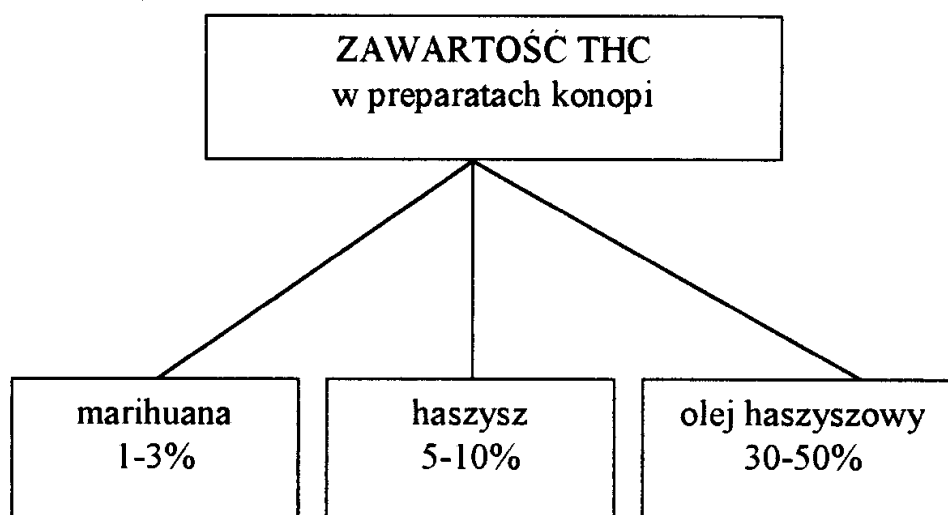 ZAWARTOŚĆ THC
w preparatach konopi
marihuana
1-3%
haszysz
5-10%
olej haszyszowy
30-50%